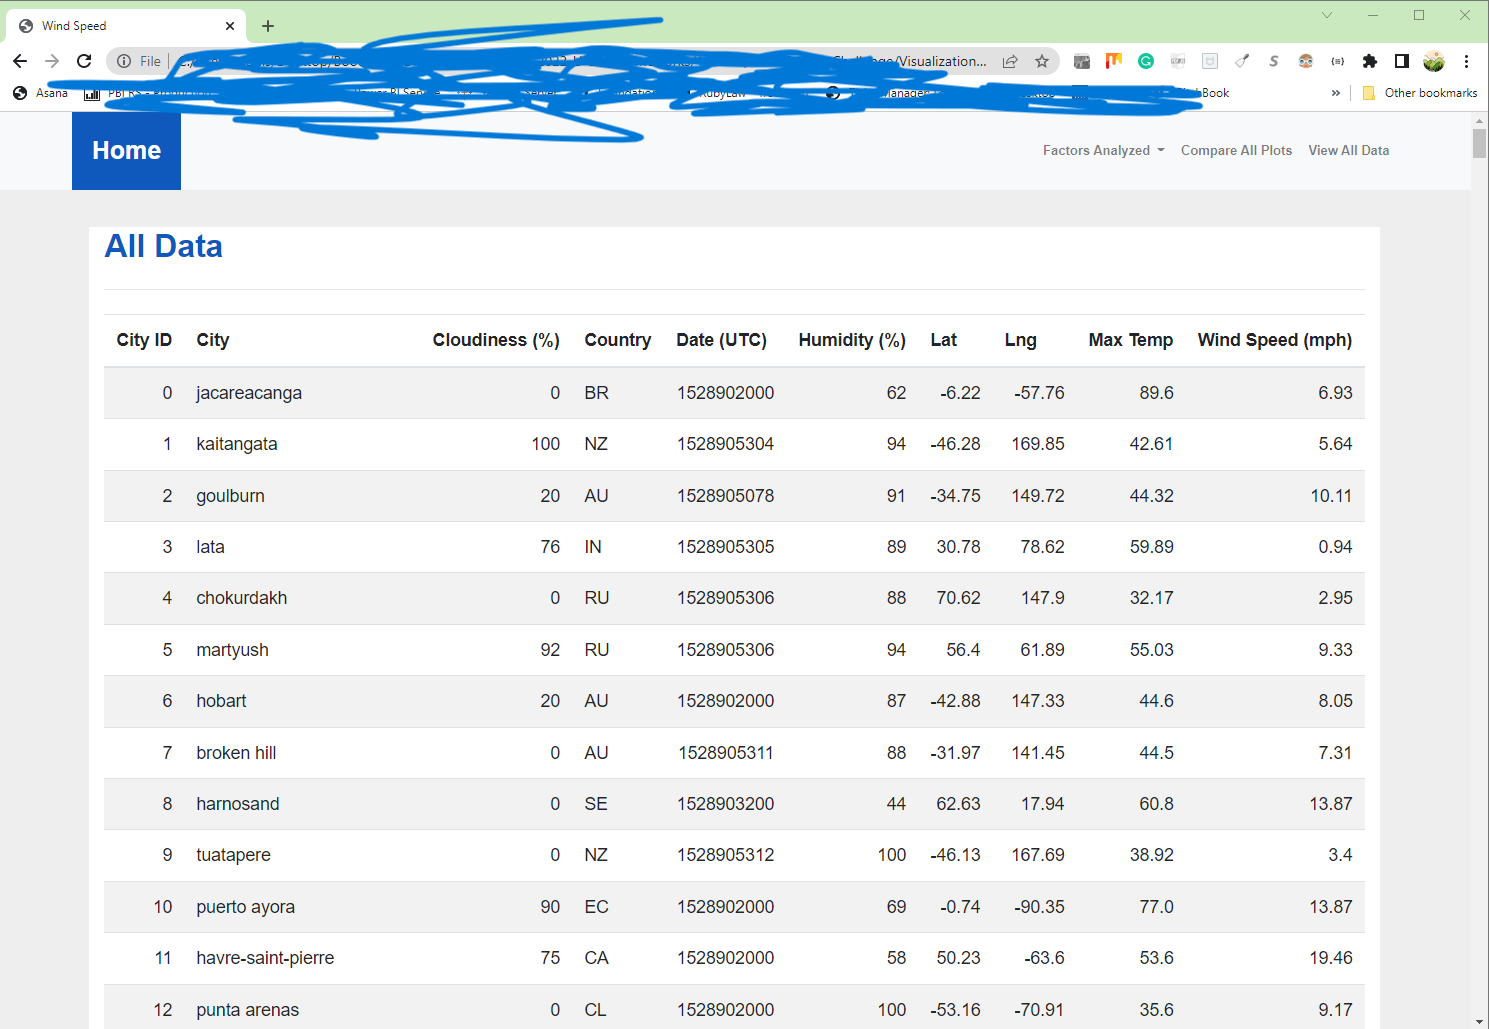 Wind Speed
File
/Visualization...
Asana
Book
Other bookmarks
Home
Factors Analyzed
Compare All Plots
View All Data
All Data
City ID City Cloudiness (%) Country Date (UTC) Humidity (%) Lat Lng Max Temp Wind Speed (mph)
0 jacareacanga 0 BR 1528902000 62 -6.22 -57.76 89.6 6.93
1 kaitangata 100 NZ 1528905304 94 -46.28 169.85 42.61 5.64
2 goulburn 20 AU 1528905078 91 -34.75 149.72 44.32 10.11
3 lata 76 IN 1528905305 89 30.78 78.62 59.89 0.94
4 chokurdakh 0 RU 1528905306 88 70.62 147.9 32.17 2.95
5 martyush 92 RU 1528905306 94 56.4 61.89 55.03 9.33
6 hobart 20 AU 1528902000 87 -42.88 147.33 44.6 8.05
7 broken hill 0 AU 1528905311 88 -31.97 141.45 44.5 7.31
8 harnosand 0 SE 1528903200 44 62.63 17.94 60.8 13.87
9 tuatapere 0 NZ 1528905312 100 -46.13 167.69 38.92 3.4
10 puerto ayora 90 EC 1528902000 69 -0.74 -90.35 77.0 13.87
11 havre-saint-pierre 75 CA 1528902000 58 50.23 -63.6 53.6 19.46
12 punta arenas 0 CL 1528902000 100 -53.16 -70.91 35.6 9.17